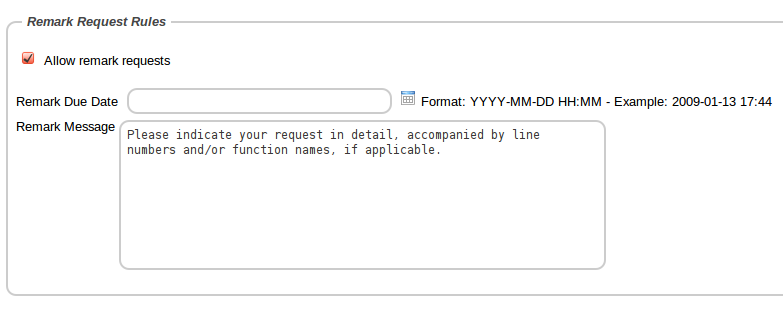 Remark Request Rules
Allow remark requests
Remark Due Date Format: YYYY-MM-DD HH:MM - Example: 2009-01-13 17:44
Remark Message
Please indicate your request in detail, accompanied by line
numbers and/or function names, if applicable.